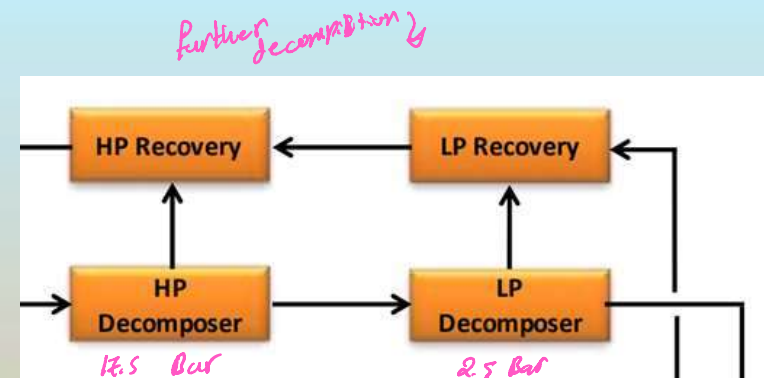 further
decomposition
HP Recovery
LP Recovery
HP
Decomposer
LP
Decomposer
17.5 Bar
2.5 Bar